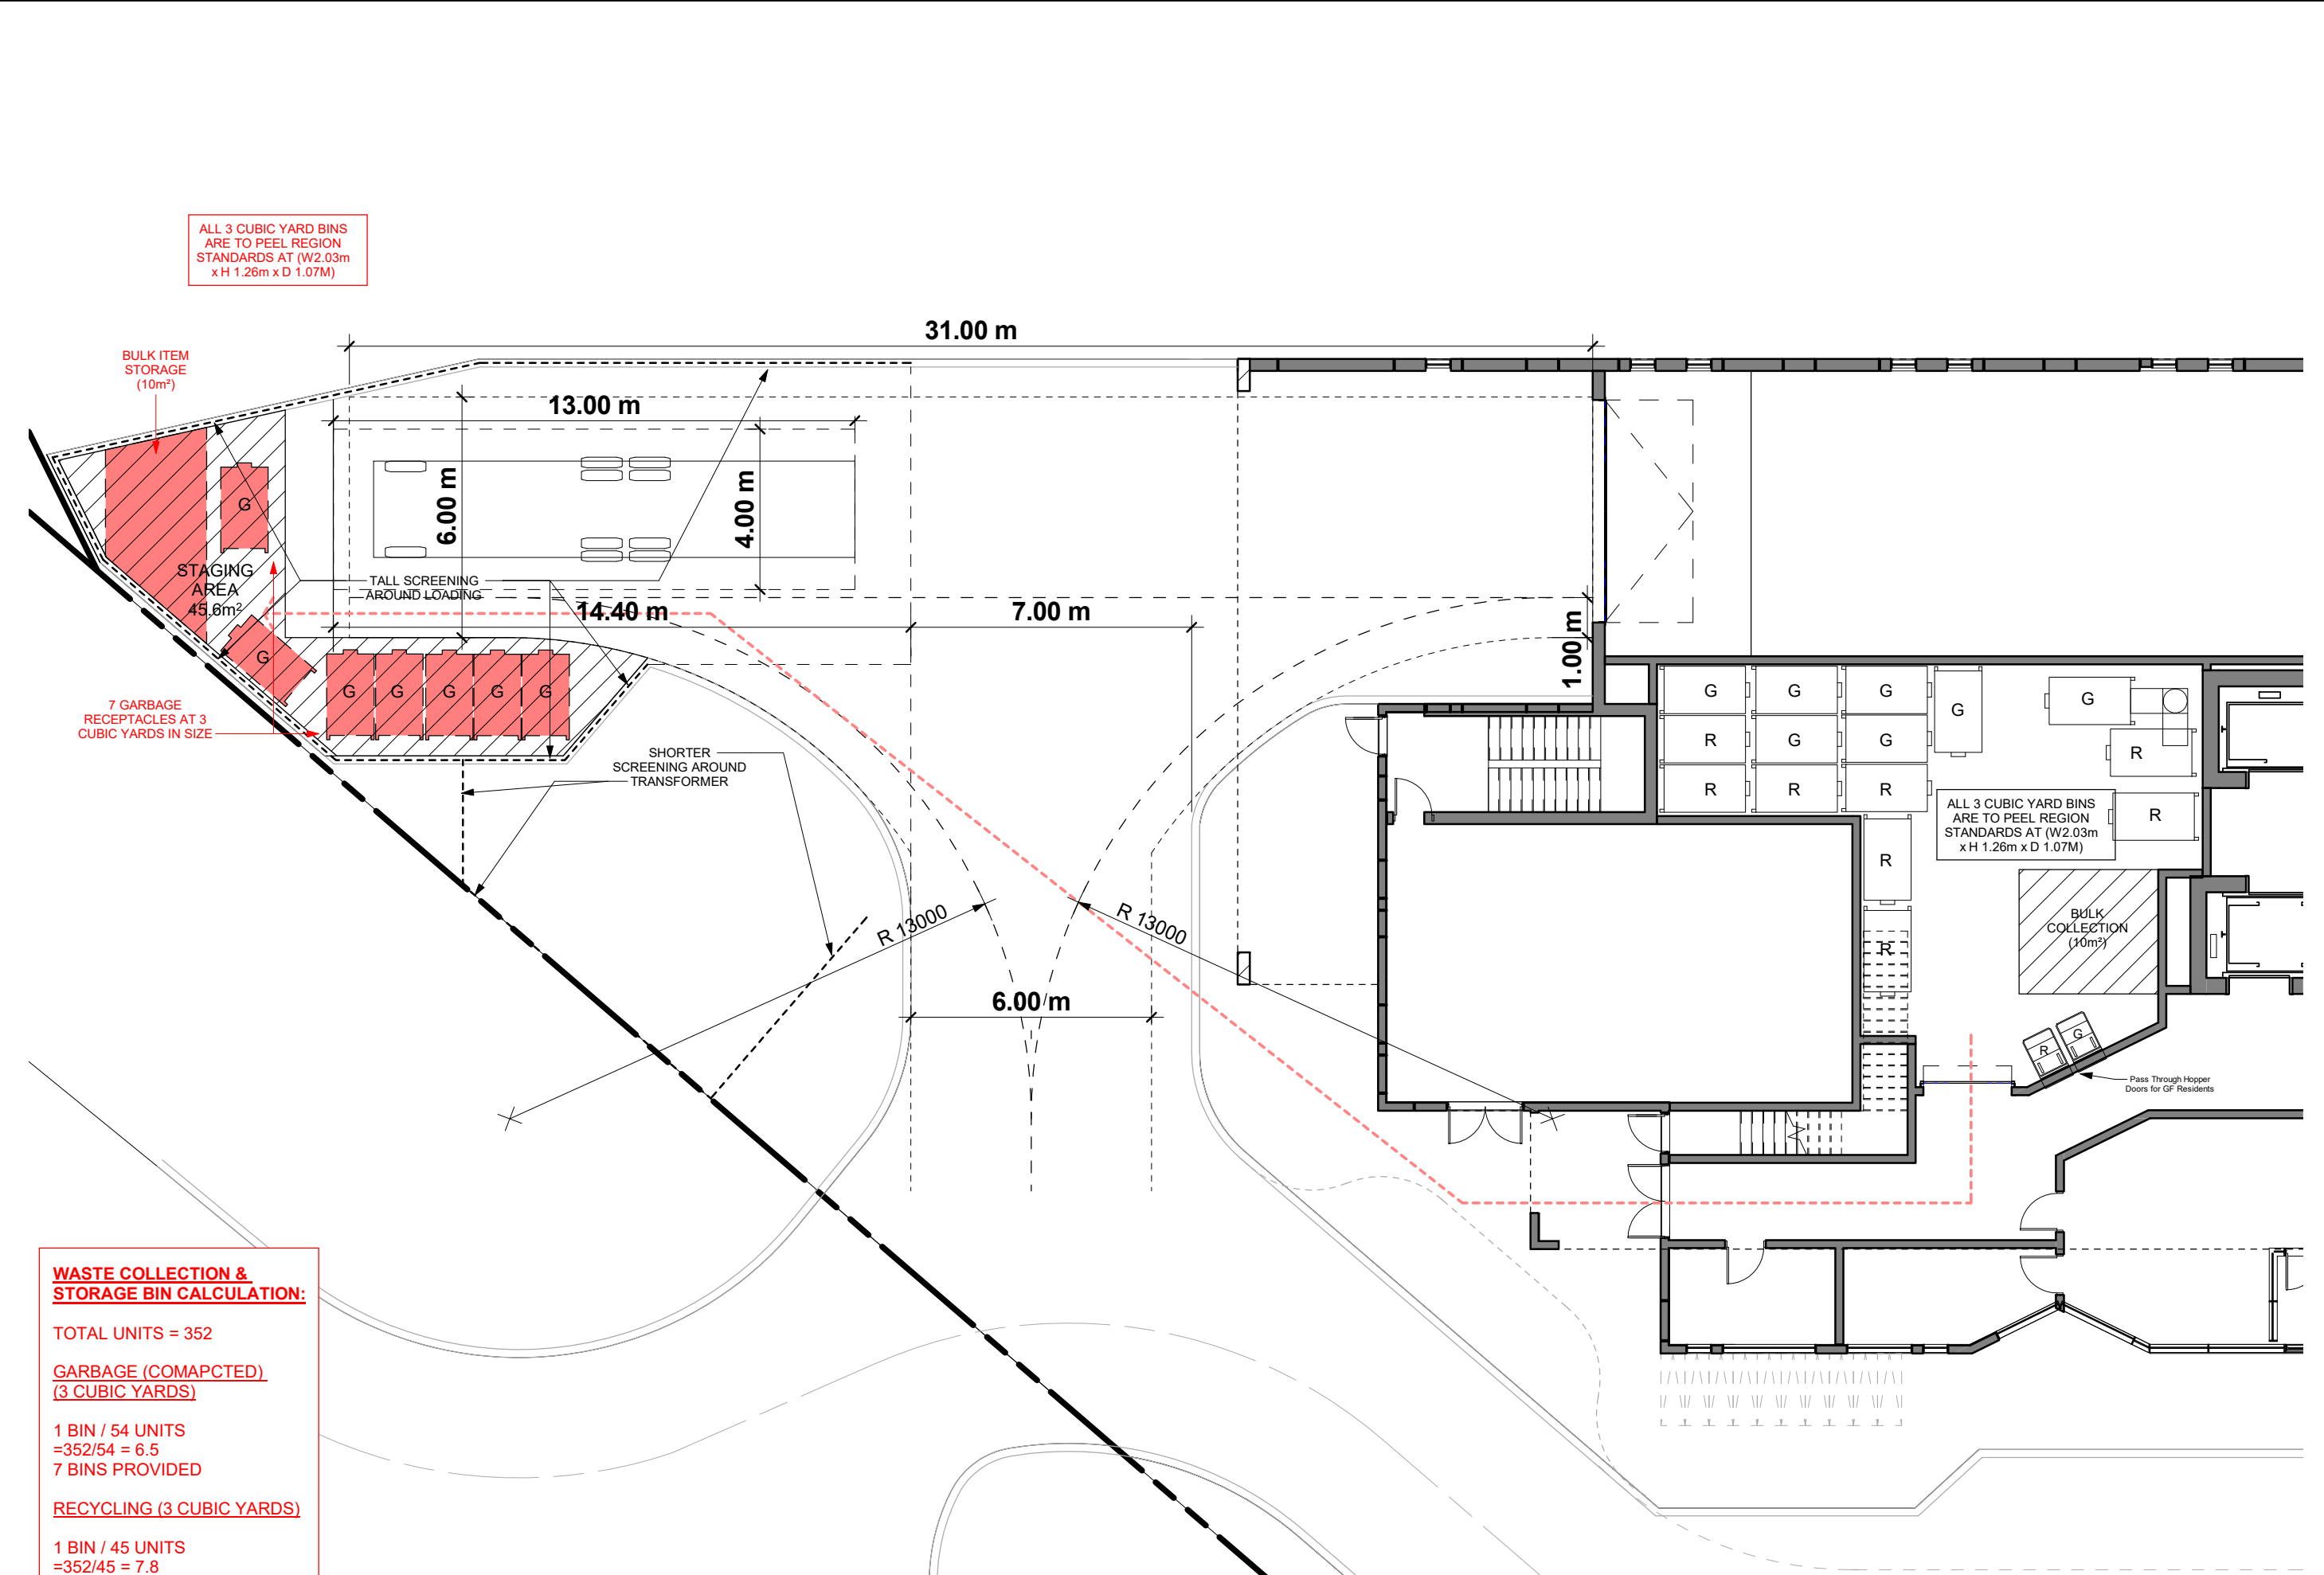 ALL 3 CUBIC YARD BINS
ARE TO PEEL REGION
STANDARDS AT (W2.03m
x H 1.26m x D 1.07M)
31.00 m
BULK ITEM
STORAGE
(10m²)
13.00 m
6.00 m
4.00 m
G
STAGING
AREA
45.6m²
TALL SCREENING
AROUND LOADING
14.40 m
7.00 m
1.00 m
G
G
G
G
G
G
7 GARBAGE
RECEPTACLES AT 3
CUBIC YARDS IN SIZE
SHORTER
SCREENING AROUND
TRANSFORMER
G
G
G
G
G
R
G
G
R
R
R
R
R
R
R
ALL 3 CUBIC YARD BINS
ARE TO PEEL REGION
STANDARDS AT (W2.03m
x H 1.26m x D 1.07M)
R 13000
R 13000
BULK
COLLECTION
(10m²)
6.00 m
R
G
Pass Through Hopper
Doors for GF Residents
WASTE COLLECTION &
STORAGE BIN CALCULATION:
TOTAL UNITS = 352
GARBAGE (COMAPCTED)
(3 CUBIC YARDS)
1 BIN / 54 UNITS
=352/54 = 6.5
7 BINS PROVIDED
RECYCLING (3 CUBIC YARDS)
1 BIN / 45 UNITS
=352/45 = 7.8